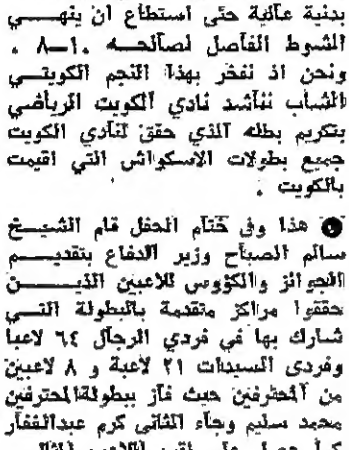 بدنية عالية حتى استطاع ان ينهي
الشوط الفاصل لصالحه ١٠ــ٨ .
ونحن اذ نفخر بهذا النجم الكويتي
الشاب نناشد نادي الكويت الرياضي
بتكريم بطله الذي حقق لنادي الكويت
جميع بطولات الاسكواش التي اقيمت
بالكويت .
هذا وفي ختام الحفل قام الشيخ
سالم الصباح وزير الدفاع بتقديم
الجوائز والكؤوس للاعبين الذين
حققوا مراكز متقدمة بالبطولة التي
شارك بها في فردي الرجال ٦٤ لاعبا
وفردى السيدات ٢١ لاعبة و ٨ لاعبين
من المحترفين حيث فاز ببطولة المحترفين
محمد سليم وجاء الثانى كرم عبدالغفار